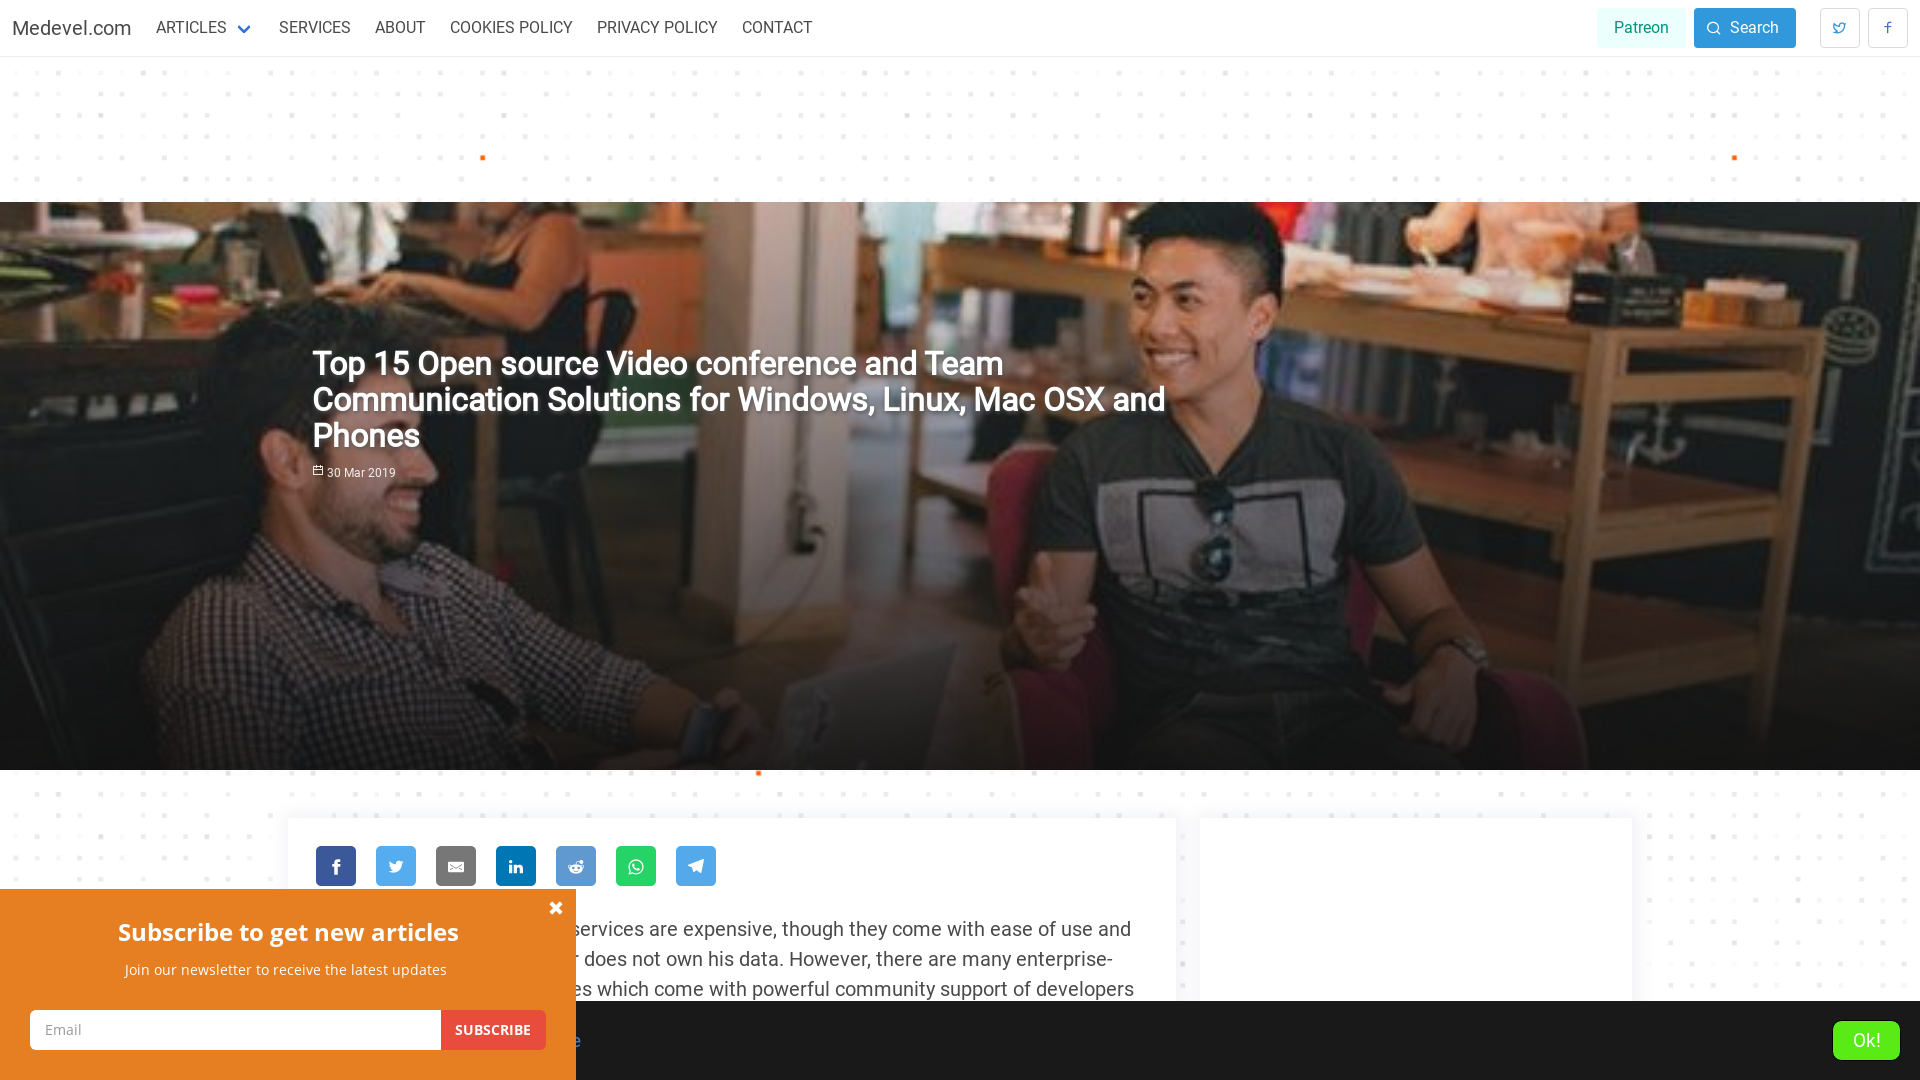 Medevel.com
ARTICLES
SERVICES
ABOUT
COOKIES POLICY
PRIVACY POLICY
CONTACT
Patreon
Search
Top 15 Open source Video conference and Team
Communication Solutions for Windows, Linux, Mac OSX and
Phones
30 Mar 2019
services are expensive, though they come with ease of use and
does not own his data. However, there are many enterprise-
which come with powerful community support of developers
Subscribe to get new articles
Join our newsletter to receive the latest updates
Email
SUBSCRIBE
Ok!